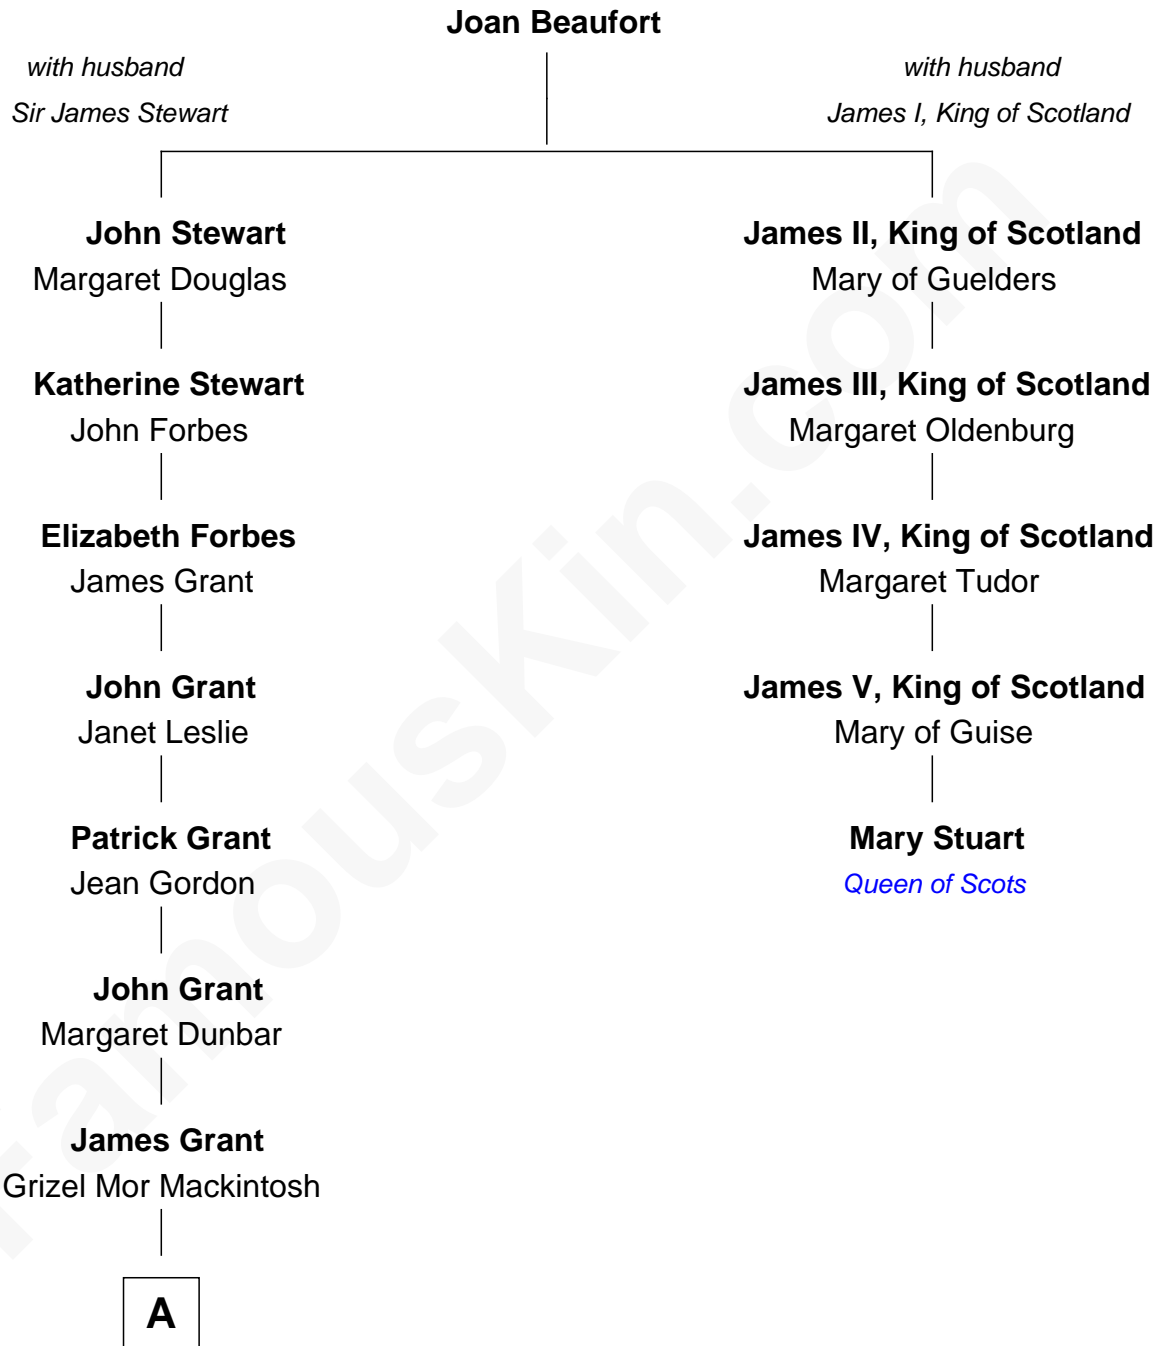 Joan Beaufort
with husband
Sir James Stewart
with husband
James I, King of Scotland
John Stewart
Margaret Douglas
Katherine Stewart
John Forbes
Elizabeth Forbes
James Grant
John Grant
Janet Leslie
Patrick Grant
Jean Gordon
John Grant
Margaret Dunbar
James Grant
Grizel Mor Mackintosh
A
James II, King of Scotland
Mary of Guelders
James III, King of Scotland
Margaret Oldenburg
James IV, King of Scotland
Margaret Tudor
James V, King of Scotland
Mary of Guise
Mary Stuart
Queen of Scots
FamousKin.com